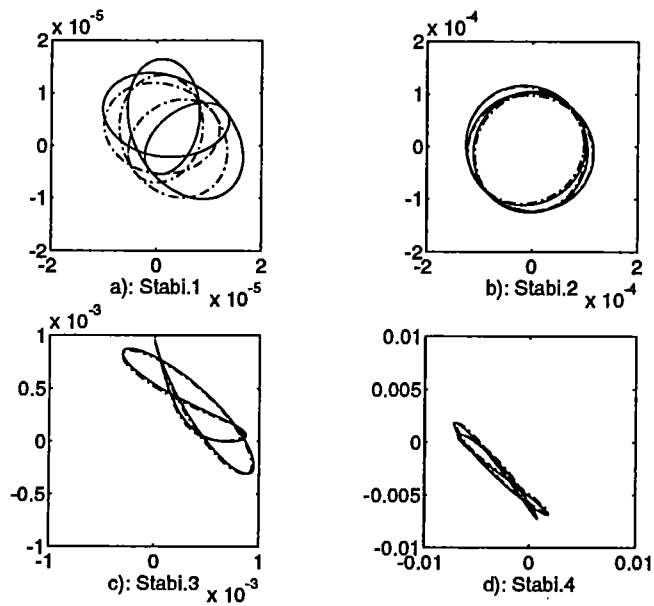 x 10-5
2
1
0
-1
-2
-2 0 2
a): Stabi.1 x 10-5
x 10-4
2
1
0
-1
-2
-2 0 2
b): Stabi.2 x 10-4
x 10-3
1
0.5
0
-0.5
-1
-1 0 1
c): Stabi.3 x 10-3
0.01
0.005
0
-0.005
-0.01
-0.01 0 0.01
d): Stabi.4